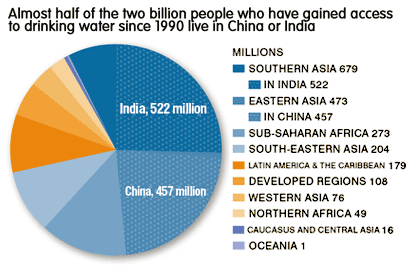 Almost half of the two billion people who have gained access
to drinking water since 1990 live in China or India
MILLIONS
SOUTHERN ASIA 679
IN INDIA 522
EASTERN ASIA 473
IN CHINA 457
SUB-SAHARAN AFRICA 273
SOUTH-EASTERN ASIA 204
LATIN AMERICA & THE CARIBBEAN 179
DEVELOPED REGIONS 108
WESTERN ASIA 76
NORTHERN AFRICA 49
CAUCASUS AND CENTRAL ASIA 16
OCEANIA 1
India, 522 million
China, 457 million